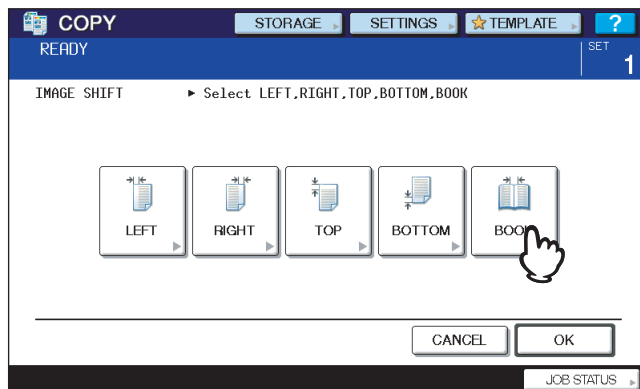 COPY STORAGE SETTINGS TEMPLATE ?
READY SET
1
IMAGE SHIFT ► Select LEFT,RIGHT,TOP,BOTTOM,BOOK
LEFT RIGHT TOP BOTTOM BOOK
CANCEL OK
JOB STATUS